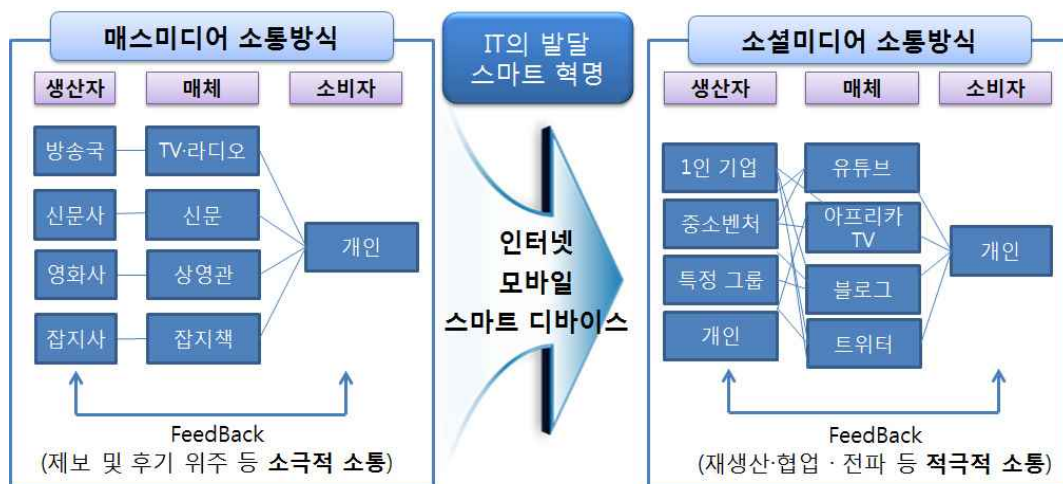 매스미디어 소통방식
생산자 매체 소비자
방송국 TV·라디오
신문사 신문
영화사 상영관
잡지사 잡지책
개인
FeedBack
(제보 및 후기 위주 등 소극적 소통)
IT의 발달
스마트 혁명
인터넷
모바일
스마트 디바이스
소셜미디어 소통방식
생산자 매체 소비자
1인 기업 유튜브
중소벤처 아프리카
TV
특정 그룹 블로그
개인 트위터
개인
FeedBack
(재생산·협업·전파 등 적극적 소통)